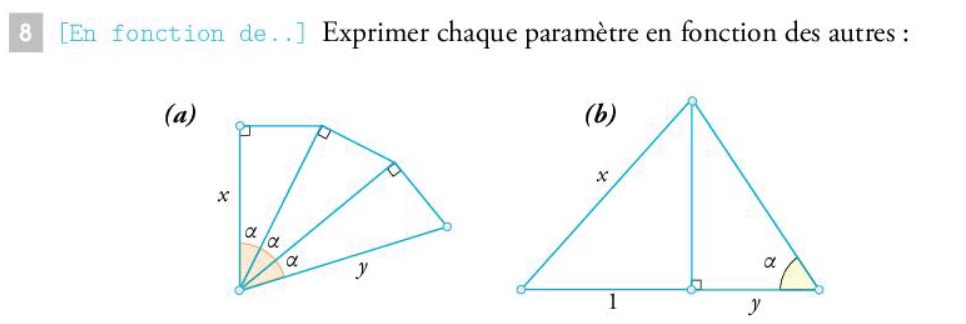 8 [En fonction de..] Exprimer chaque paramètre en fonction des autres :
(a)
(b)
x
x
α
α
α
α
y
1
y